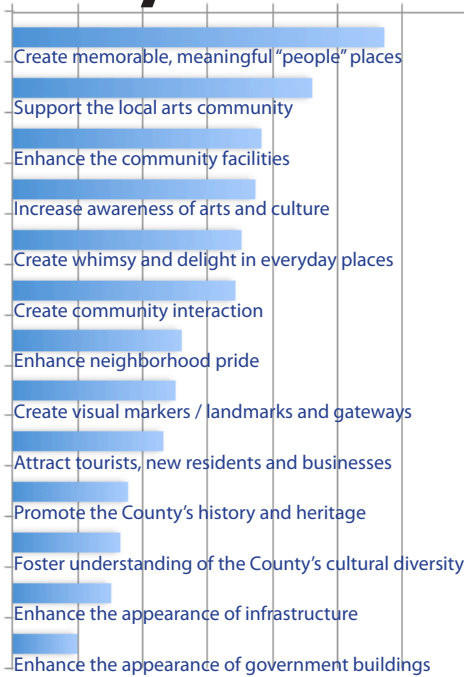 Create memorable, meaningful “people” places
Support the local arts community
Enhance the community facilities
Increase awareness of arts and culture
Create whimsy and delight in everyday places
Create community interaction
Enhance neighborhood pride
Create visual markers / landmarks and gateways
Attract tourists, new residents and businesses
Promote the County’s history and heritage
Foster understanding of the County’s cultural diversity
Enhance the appearance of infrastructure
Enhance the appearance of government buildings